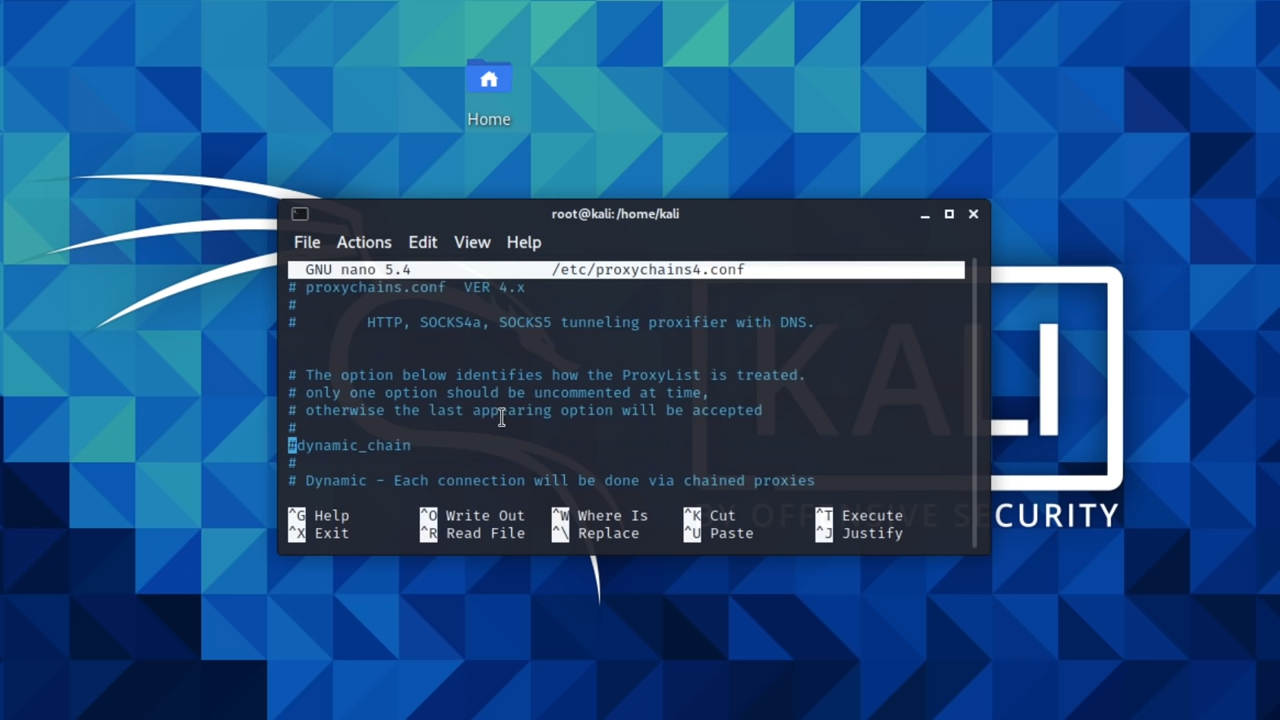 Home
root@kali: /home/kali
File Actions Edit View Help
GNU nano 5.4 /etc/proxychains4.conf
# proxychains.conf VER 4.x
#
# HTTP, SOCKS4a, SOCKS5 tunneling proxifier with DNS.
# The option below identifies how the ProxyList is treated.
# only one option should be uncommented at time,
# otherwise the last appearing option will be accepted
#
#dynamic_chain
#
# Dynamic - Each connection will be done via chained proxies
^G Help ^O Write Out ^W Where Is ^K Cut ^T Execute
^X Exit ^R Read File ^\ Replace ^U Paste ^J Justify
KALI
BY OFFENSIVE SECURITY